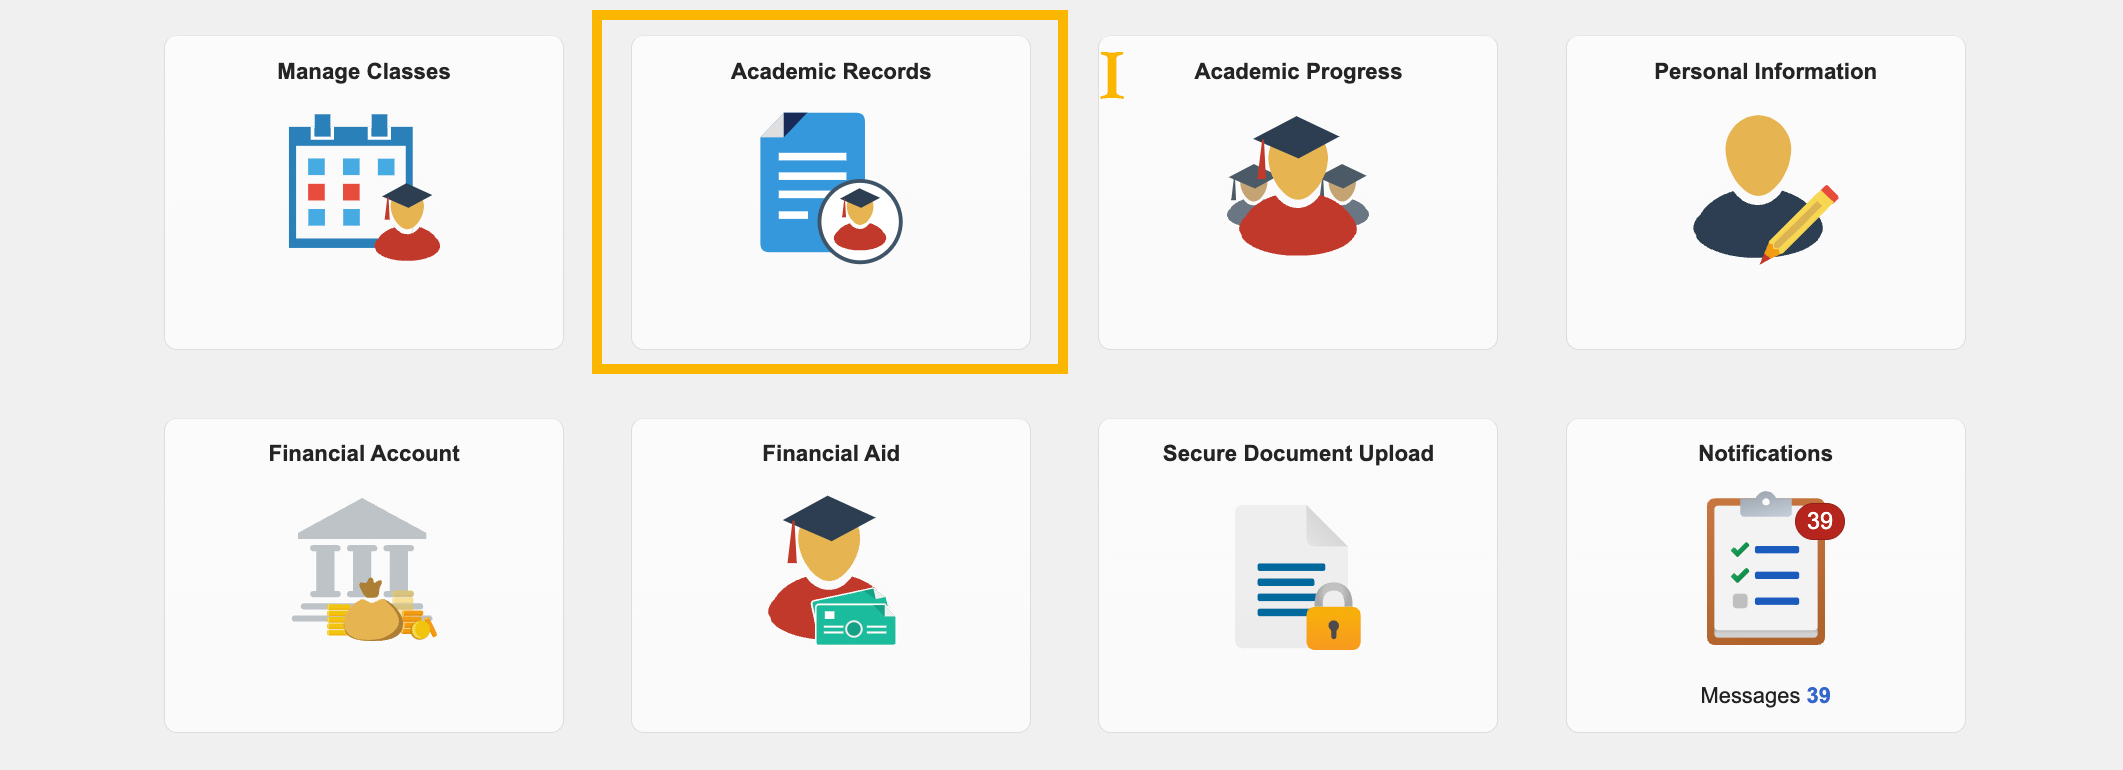 Manage Classes
Academic Records
I
Academic Progress
Personal Information
Financial Account
Financial Aid
Secure Document Upload
Notifications
39
Messages 39